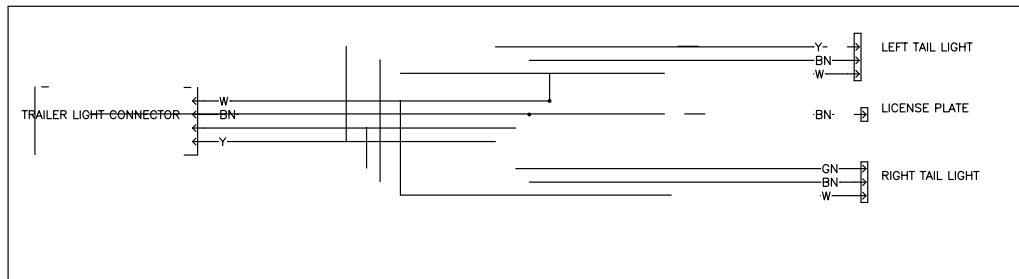 Y
LEFT TAIL LIGHT
BN
W
W
TRAILER LIGHT CONNECTOR
BN
BN
LICENSE PLATE
Y
GN
BN
RIGHT TAIL LIGHT
W